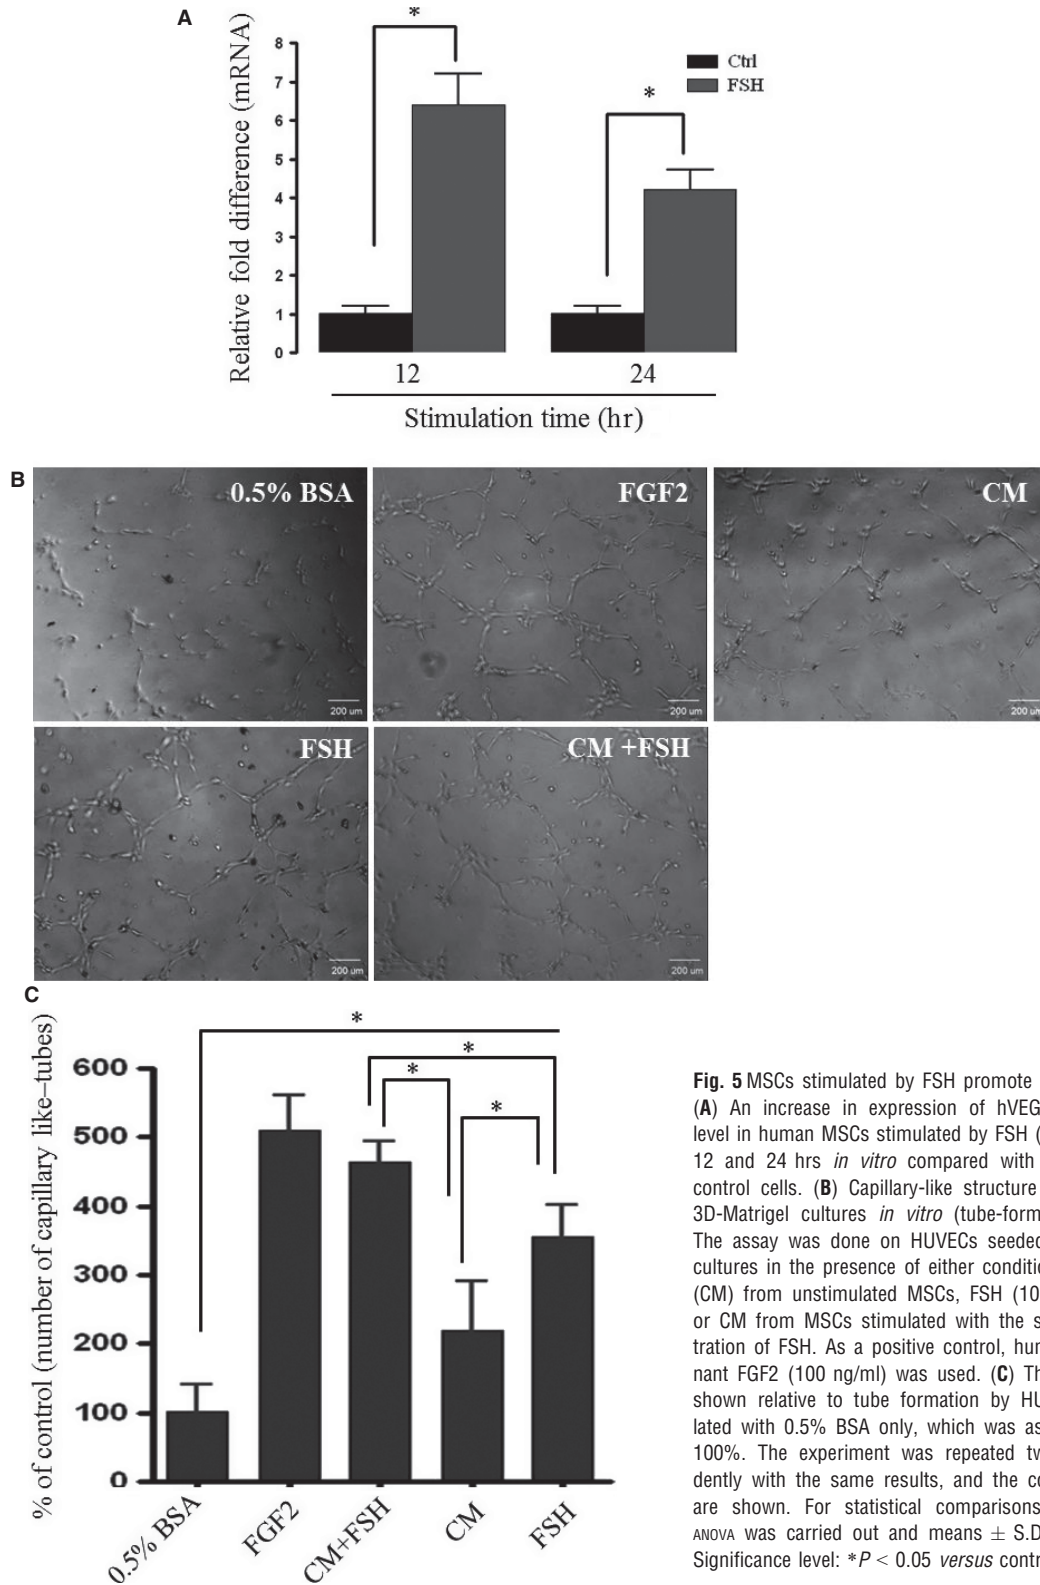 A
Relative fold difference (mRNA)
8
7
6
5
4
3
2
1
0
*
*
Ctrl
FSH
12
24
Stimulation time (hr)
B
0.5% BSA
200 um
FGF2
200 um
CM
200 um
FSH
200 um
CM +FSH
200 um
C
% of control (number of capillary like–tubes)
600
500
400
300
200
100
0
*
*
*
*
0.5% BSA
FGF2
CM+FSH
CM
FSH
Fig. 5 MSCs stimulated by FSH promote
(A) An increase in expression of hVEG
level in human MSCs stimulated by FSH (
12 and 24 hrs in vitro compared with
control cells. (B) Capillary-like structure
3D-Matrigel cultures in vitro (tube-form
The assay was done on HUVECs seeded
cultures in the presence of either conditio
(CM) from unstimulated MSCs, FSH (10
or CM from MSCs stimulated with the s
tration of FSH. As a positive control, hum
nant FGF2 (100 ng/ml) was used. (C) Th
shown relative to tube formation by HU
lated with 0.5% BSA only, which was as
100%. The experiment was repeated tw
dently with the same results, and the co
are shown. For statistical comparisons
ANOVA was carried out and means ± S.D
Significance level: *P < 0.05 versus contr